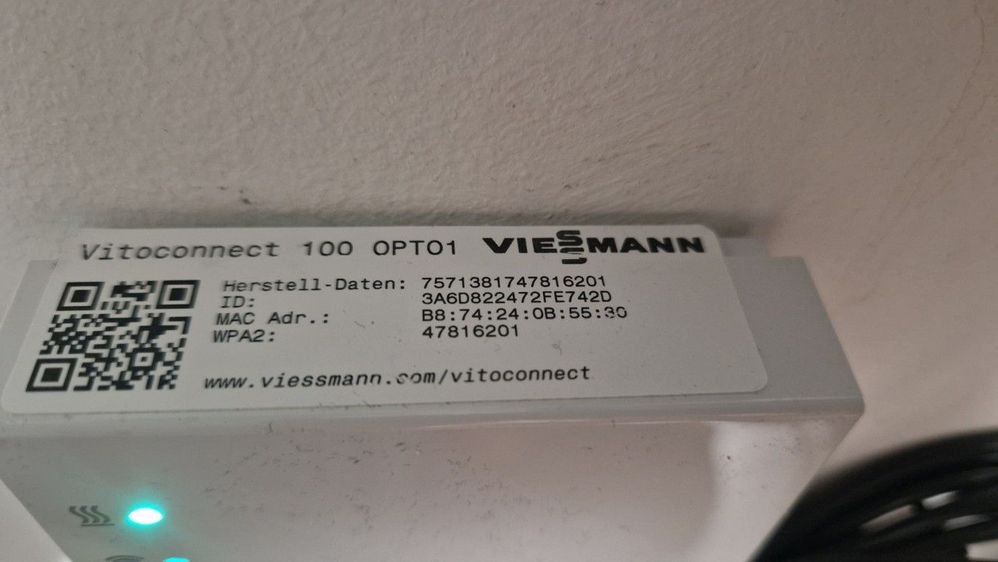 Vitoconnect 100 OPTO1 VIESSMANN
Herstell-Daten: 7571381747816201
ID: 3A6D822472FE742D
MAC Adr.: B8:74:24:0B:55:30
WPA2: 47816201
www.viessmann.com/vitoconnect